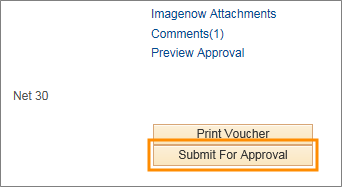 Imagenow Attachments
Comments(1)
Preview Approval
Net 30
Print Voucher
Submit For Approval